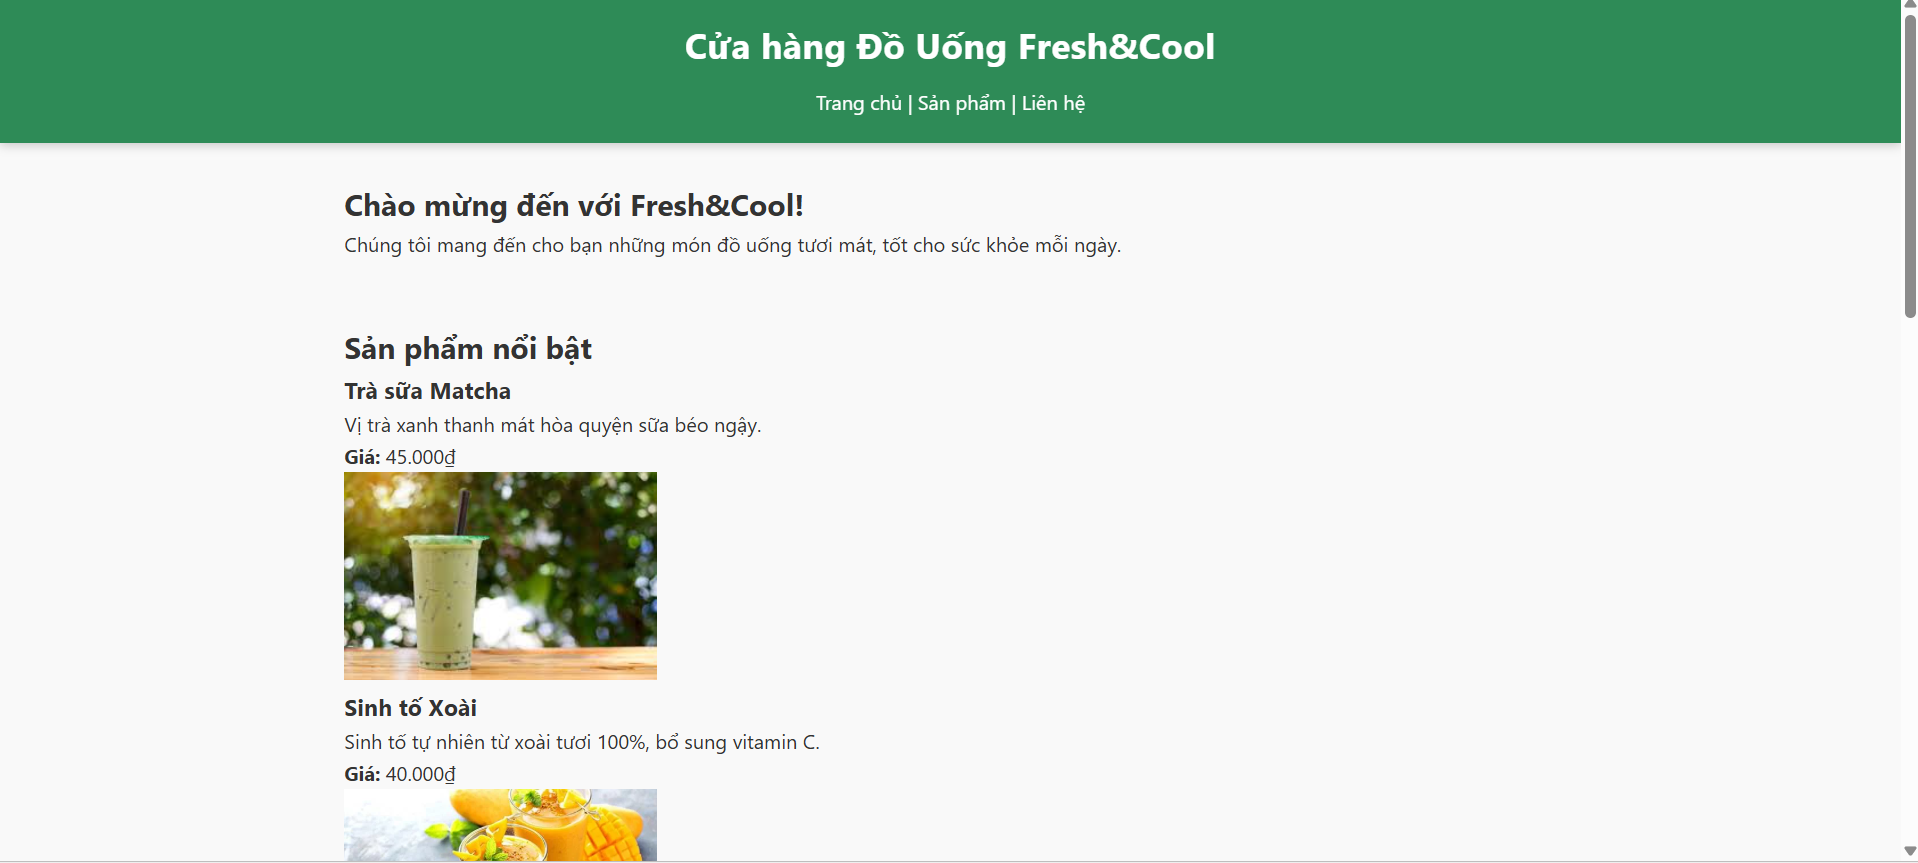 Cửa hàng Đồ Uống Fresh&Cool
Trang chủ | Sản phẩm | Liên hệ
Chào mừng đến với Fresh&Cool!
Chúng tôi mang đến cho bạn những món đồ uống tươi mát, tốt cho sức khỏe mỗi ngày.
Sản phẩm nổi bật
Trà sữa Matcha
Vị trà xanh thanh mát hòa quyện sữa béo ngậy.
Giá: 45.000₫
Sinh tố Xoài
Sinh tố tự nhiên từ xoài tươi 100%, bổ sung vitamin C.
Giá: 40.000₫